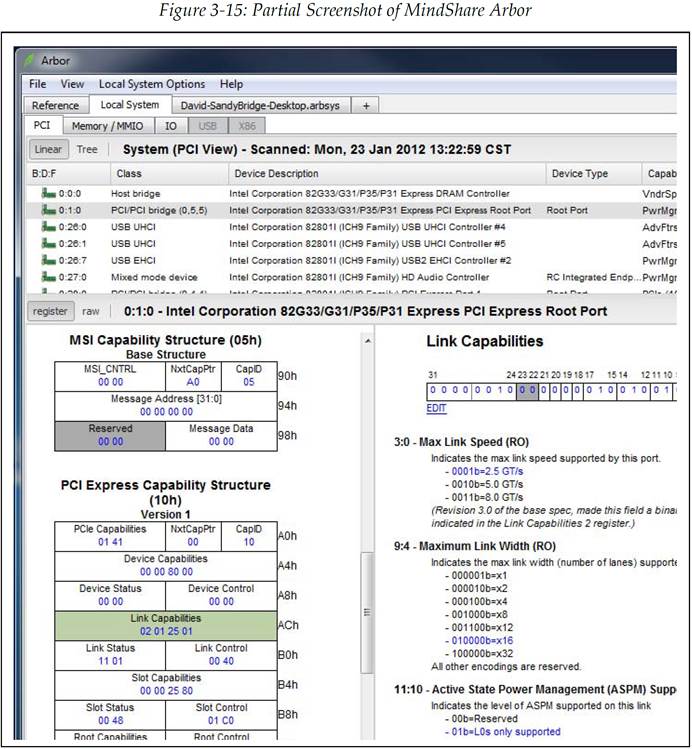 Figure 3-15: Partial Screenshot of MindShare Arbor
Arbor
File View Local System Options Help
Reference Local System David-SandyBridge-Desktop.arbsys +
PCI Memory / MMIO IO USB X86
Linear Tree System (PCI View) - Scanned: Mon, 23 Jan 2012 13:22:59 CST
B:D:F Class Device Description Device Type Capab
0:0:0 Host bridge Intel Corporation 82G33/G31/P35/P31 Express DRAM Controller VndrSp
0:1:0 PCI/PCI bridge (0,5,5) Intel Corporation 82G33/G31/P35/P31 Express PCI Express Root Port Root Port PwrMgr
0:26:0 USB UHCI Intel Corporation 82801I (ICH9 Family) USB UHCI Controller #4 AdvFtrs
0:26:1 USB UHCI Intel Corporation 82801I (ICH9 Family) USB UHCI Controller #5 AdvFtrs
0:26:7 USB EHCI Intel Corporation 82801I (ICH9 Family) USB2 EHCI Controller #2 PwrMgr
0:27:0 Mixed mode device Intel Corporation 82801I (ICH9 Family) HD Audio Controller RC Integrated Endp... PwrMgr
register raw 0:1:0 - Intel Corporation 82G33/G31/P35/P31 Express PCI Express Root Port
MSI Capability Structure (05h)
Base Structure
MSI_CNTRL NxtCapPtr CapID
00 00 A0 05 90h
Message Address [31:0]
00 00 00 00 94h
Reserved Message Data
00 00 00 00 98h
PCI Express Capability Structure
(10h)
Version 1
PCIe Capabilities NxtCapPtr CapID
01 41 00 10 A0h
Device Capabilities
00 00 80 00 A4h
Device Status Device Control
00 00 00 00 A8h
Link Capabilities
02 01 25 01 ACh
Link Status Link Control
11 01 00 40 B0h
Slot Capabilities
00 00 25 80 B4h
Slot Status Slot Control
00 48 01 C0 B8h
Root Capabilities Root Control
Link Capabilities
31 24 23 22 21 20 19 18 17 15 14 12 11 10
0 0 0 0 0 0 1 0 0 0 0 0 0 0 0 1 0 0 1 0 0 1
EDIT
3:0 - Max Link Speed (RO)
Indicates the max link speed supported by this port.
- 0001b=2.5 GT/s
- 0010b=5.0 GT/s
- 0011b=8.0 GT/s
(Revision 3.0 of the base spec, made this field a binar
indicated in the Link Capabilities 2 register.)
9:4 - Maximum Link Width (RO)
Indicates the max link width (number of lanes) supporte
- 000001b=x1
- 000010b=x2
- 000100b=x4
- 001000b=x8
- 001100b=x12
- 010000b=x16
- 100000b=x32
All other encodings are reserved.
11:10 - Active State Power Management (ASPM) Supp
Indicates the level of ASPM supported on this link
- 00b=Reserved
- 01b=L0s only supported